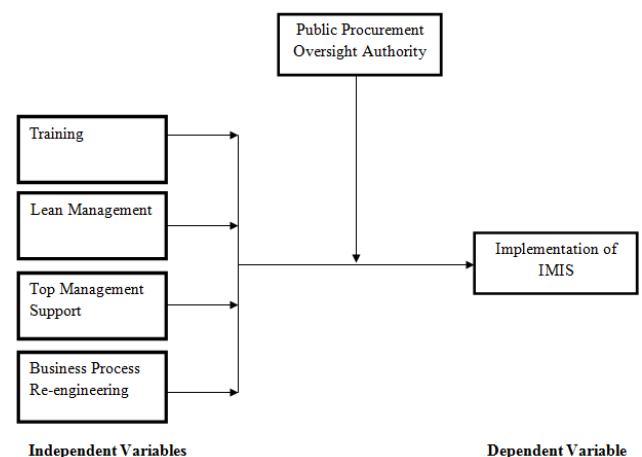 Public Procurement
Oversight Authority
Training
Lean Management
Top Management
Support
Business Process
Re-engineering
Implementation of
IMIS
Independent Variables
Dependent Variable